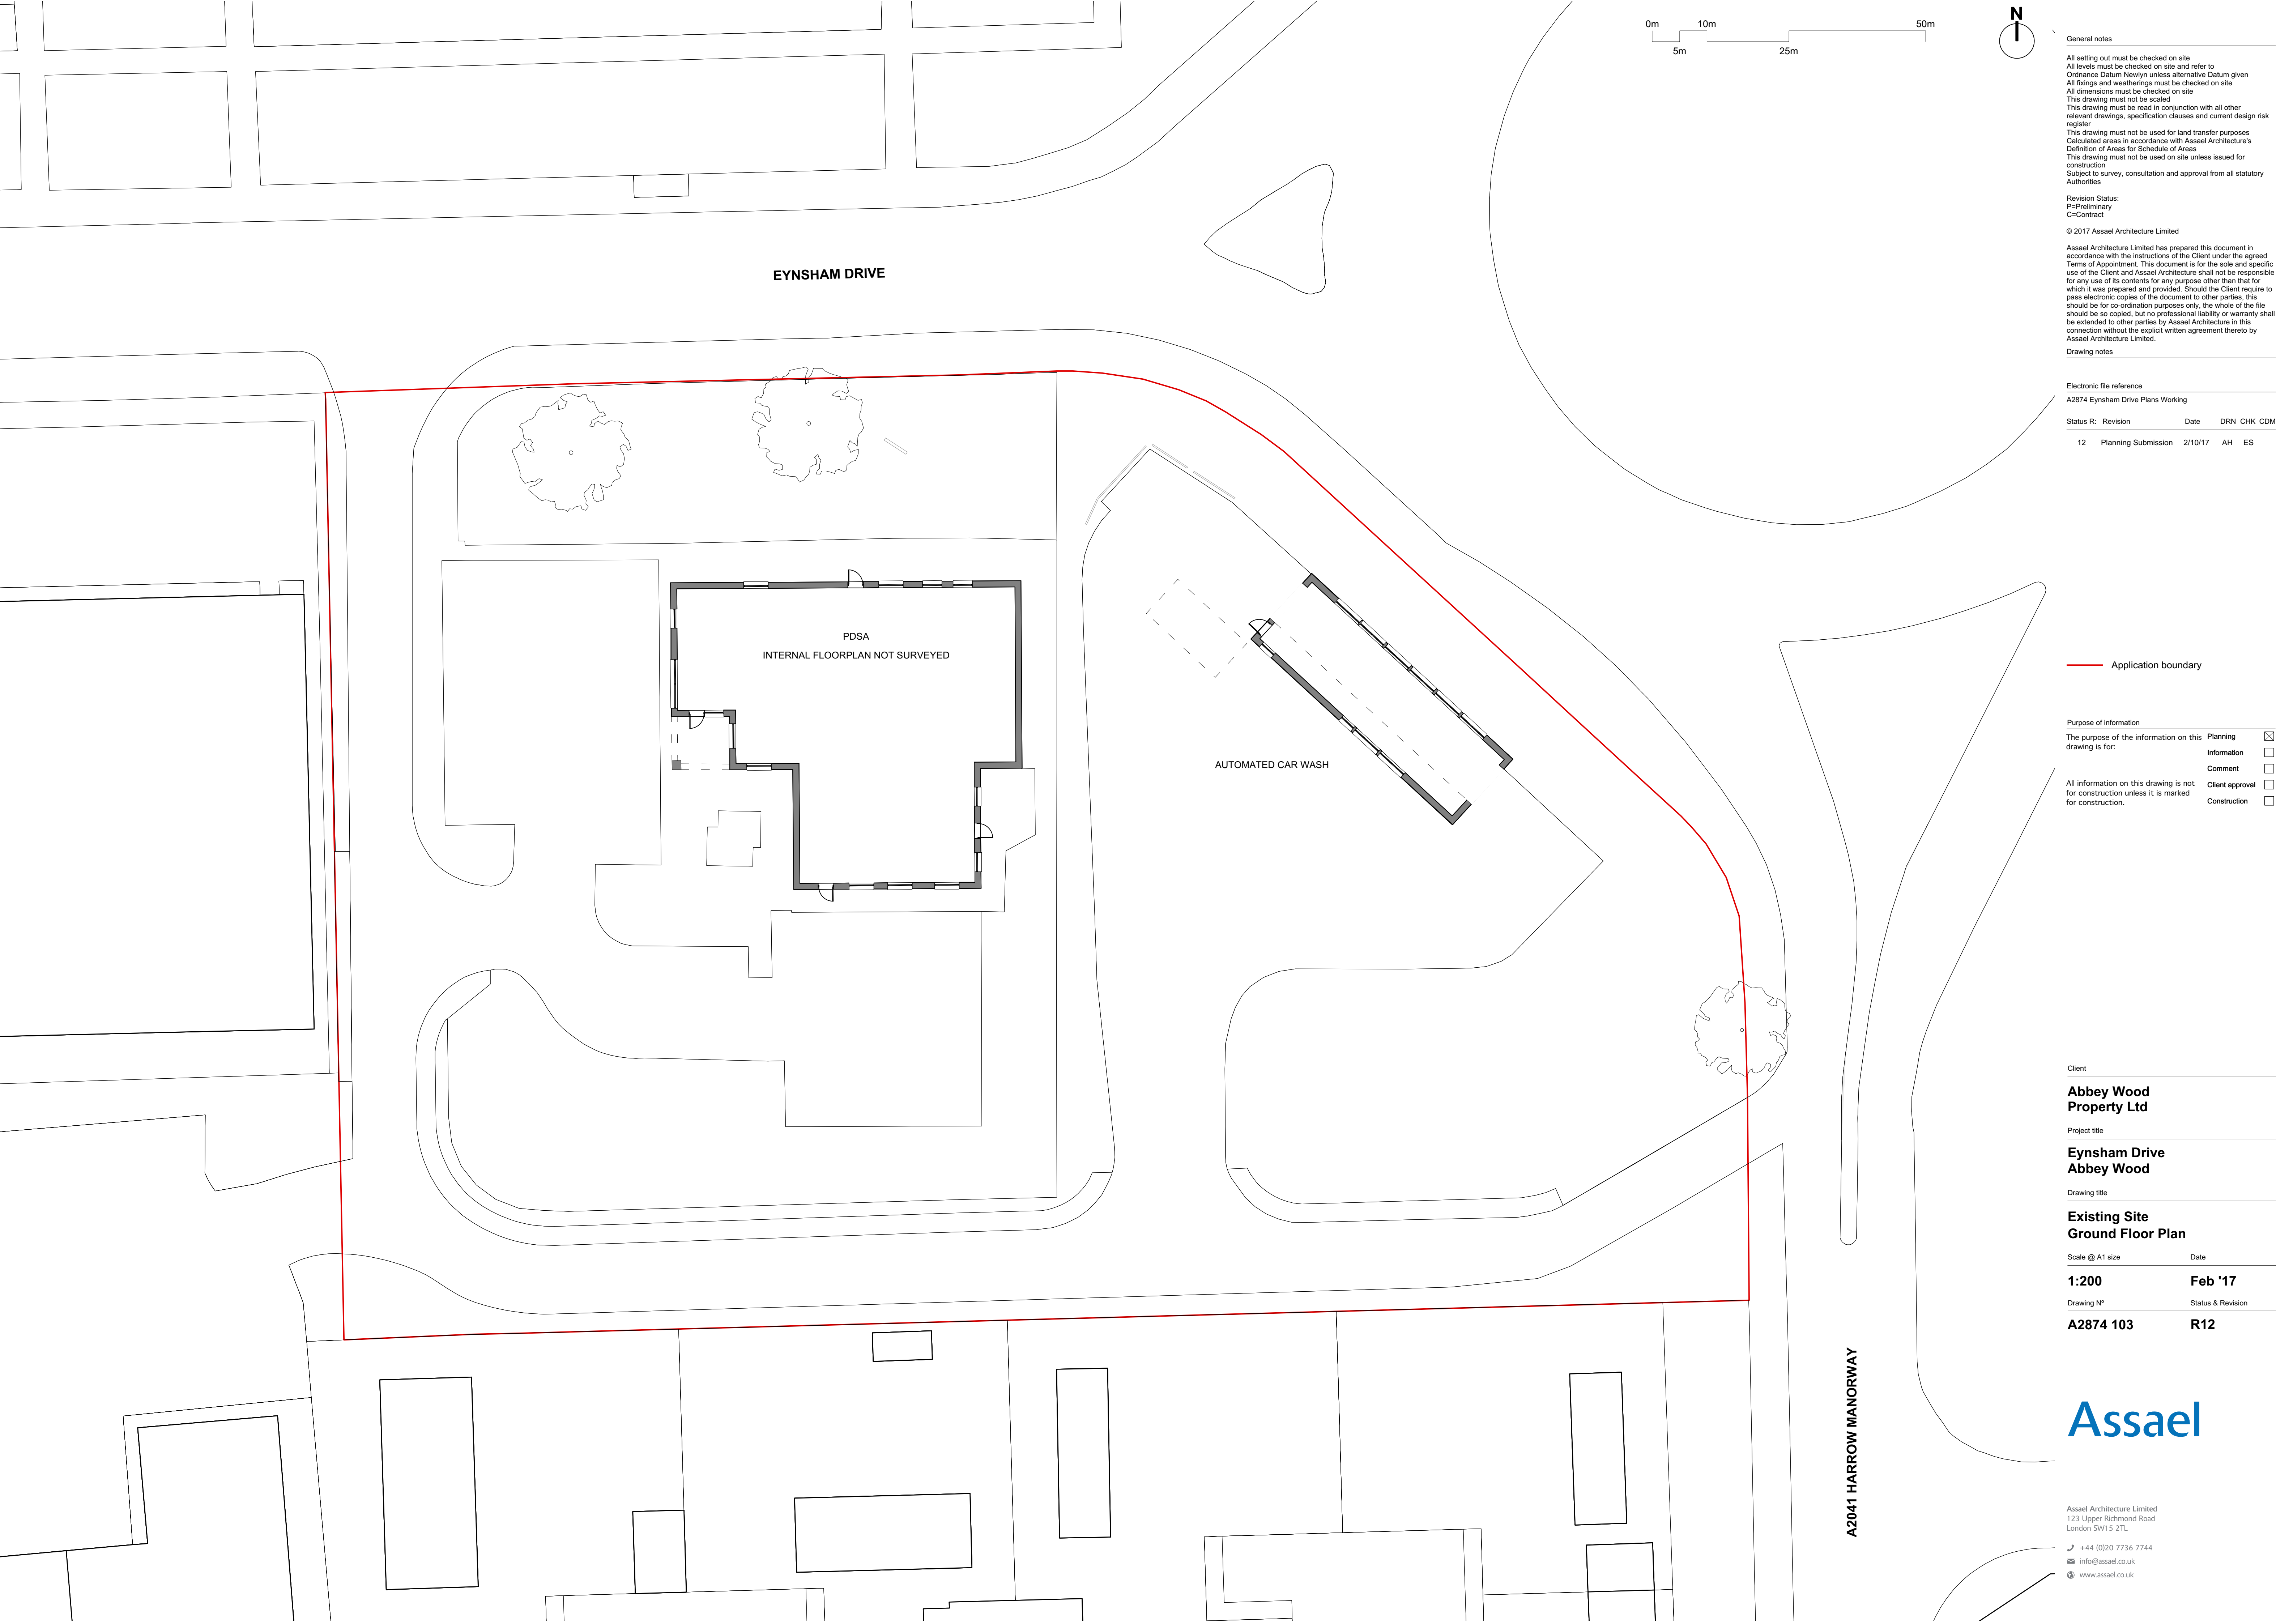 0m 10m 50m
5m 25m
N
EYNSHAM DRIVE
PDSA
INTERNAL FLOORPLAN NOT SURVEYED
AUTOMATED CAR WASH
A2041 HARROW MANORWAY
General notes
All setting out must be checked on site
All levels must be checked on site and refer to
Ordnance Datum Newlyn unless alternative Datum given
All fixings and weatherings must be checked on site
All dimensions must be checked on site
This drawing must not be scaled
This drawing must be read in conjunction with all other
relevant drawings, specification clauses and current design risk
register
This drawing must not be used for land transfer purposes
Calculated areas in accordance with Assael Architecture's
Definition of Areas for Schedule of Areas
This drawing must not be used on site unless issued for
construction
Subject to survey, consultation and approval from all statutory
Authorities
Revision Status:
P=Preliminary
C=Contract
© 2017 Assael Architecture Limited
Assael Architecture Limited has prepared this document in
accordance with the instructions of the Client under the agreed
Terms of Appointment. This document is for the sole and specific
use of the Client and Assael Architecture shall not be responsible
for any use of its contents for any purpose other than that for
which it was prepared and provided. Should the Client require to
pass electronic copies of the document to other parties, this
should be for co-ordination purposes only, the whole of the file
should be so copied, but no professional liability or warranty shall
be extended to other parties by Assael Architecture in this
connection without the explicit written agreement thereto by
Assael Architecture Limited.
Drawing notes
Electronic file reference
A2874 Eynsham Drive Plans Working
Status R: Revision Date DRN CHK CDM
12 Planning Submission 2/10/17 AH ES
Application boundary
Purpose of information
The purpose of the information on this
drawing is for:
Planning
Information
Comment
Client approval
Construction
All information on this drawing is not
for construction unless it is marked
for construction.
Client
Abbey Wood
Property Ltd
Project title
Eynsham Drive
Abbey Wood
Drawing title
Existing Site
Ground Floor Plan
Scale @ A1 size Date
1:200 Feb '17
Drawing Nº Status & Revision
A2874 103 R12
Assael
Assael Architecture Limited
123 Upper Richmond Road
London SW15 2TL
+44 (0)20 7736 7744
info@assael.co.uk
www.assael.co.uk